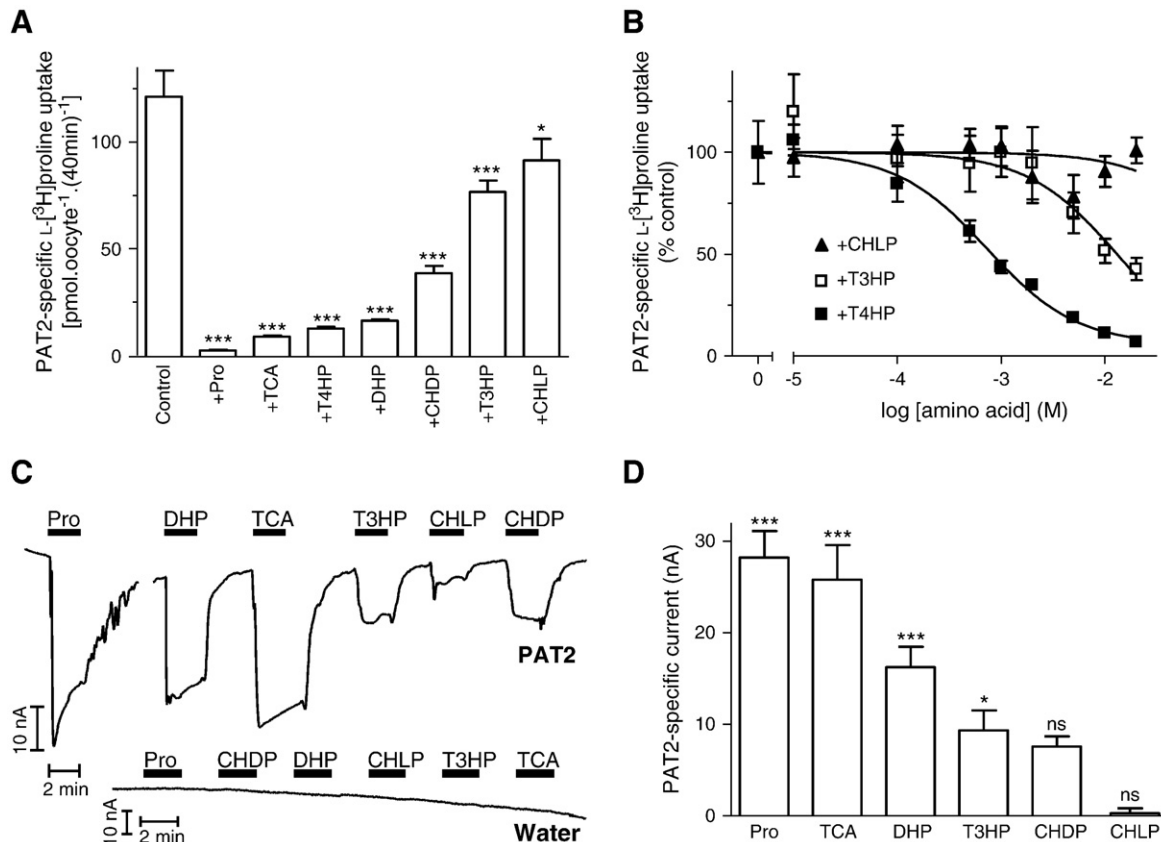 A
PAT2-specific L-[³H]proline uptake
[pmol.oocyte⁻¹.(40min)⁻¹]
100
50
0
***
***
***
***
***
***
*
Control
+Pro
+TCA
+T4HP
+DHP
+CHDP
+T3HP
+CHLP
B
PAT2-specific L-[³H]proline uptake
(% control)
100
50
0
▲ +CHLP
□ +T3HP
■ +T4HP
0 -5 -4 -3 -2
log [amino acid] (M)
C
Pro DHP TCA T3HP CHLP CHDP
PAT2
10 nA
2 min
Pro CHDP DHP CHLP T3HP TCA
10 nA
2 min
Water
D
PAT2-specific current (nA)
30
20
10
0
***
***
***
*
ns
ns
Pro TCA DHP T3HP CHDP CHLP